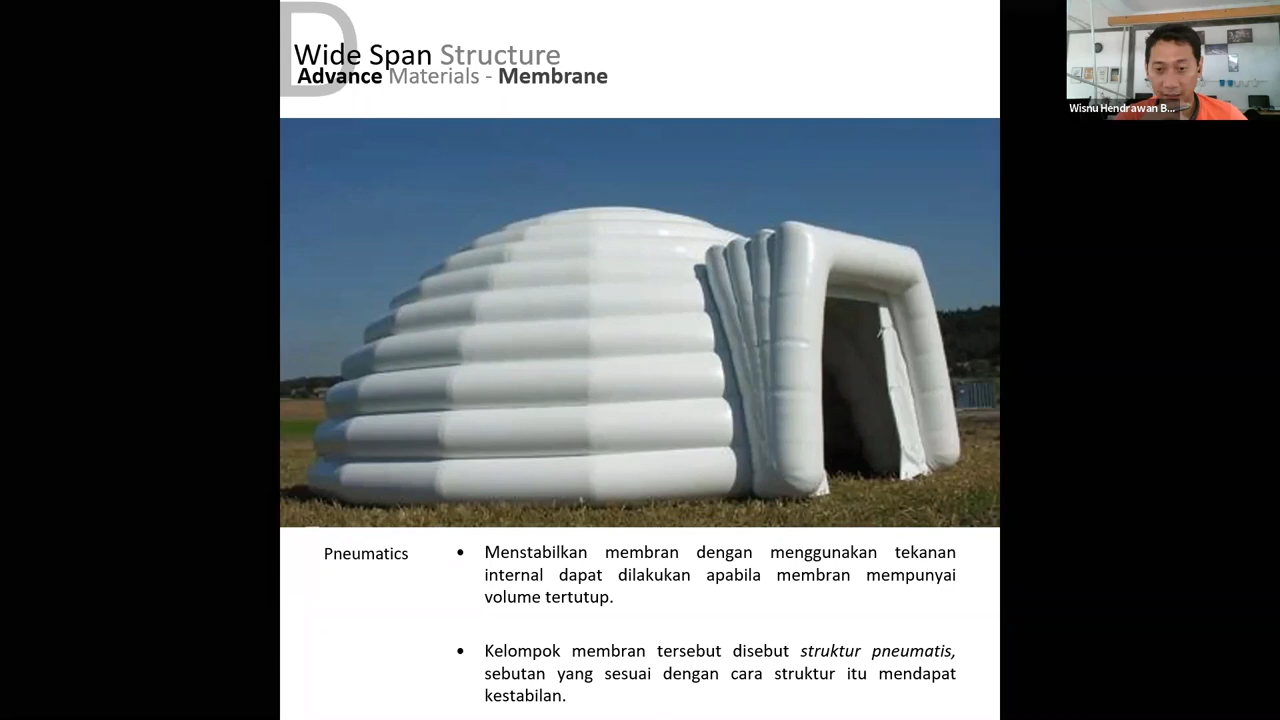 D
Wide Span Structure
Advance Materials - Membrane
Wisnu Hendrawan B...
Pneumatics
• Menstabilkan membran dengan menggunakan tekanan
internal dapat dilakukan apabila membran mempunyai
volume tertutup.
• Kelompok membran tersebut disebut struktur pneumatis,
sebutan yang sesuai dengan cara struktur itu mendapat
kestabilan.